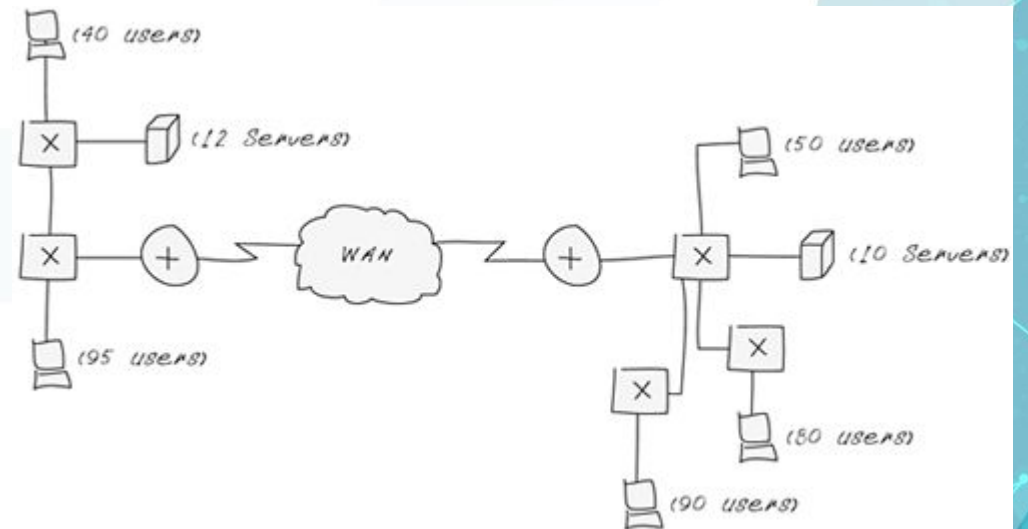 (40 users)
(12 Servers)
(50 users)
WAN
(10 Servers)
(95 users)
(80 users)
(90 users)